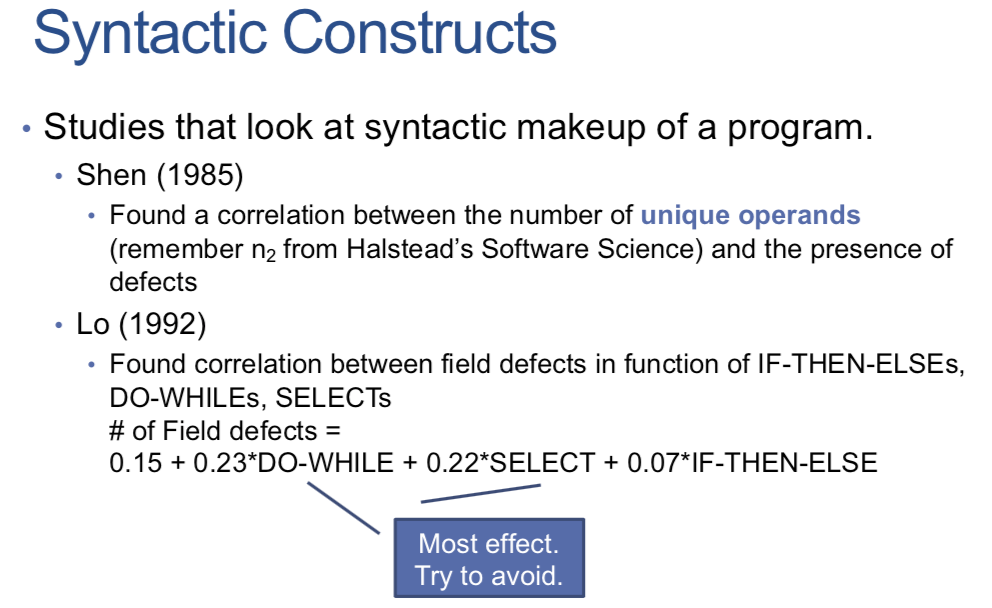 Syntactic Constructs
• Studies that look at syntactic makeup of a program.
• Shen (1985)
• Found a correlation between the number of unique operands
(remember n₂ from Halstead’s Software Science) and the presence of
defects
• Lo (1992)
• Found correlation between field defects in function of IF-THEN-ELSEs,
DO-WHILEs, SELECTs
# of Field defects =
0.15 + 0.23*DO-WHILE + 0.22*SELECT + 0.07*IF-THEN-ELSE
Most effect.
Try to avoid.